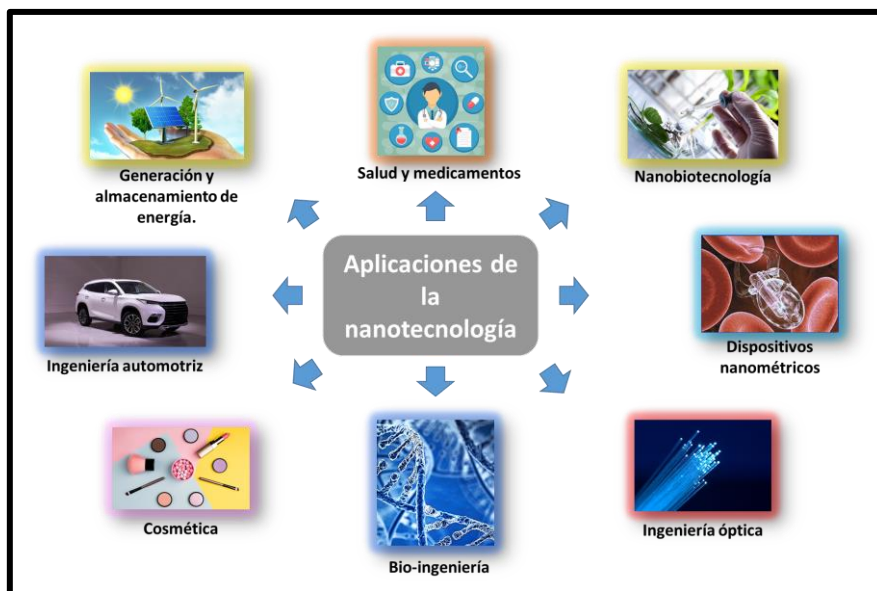 Generación y
almacenamiento de
energía.
Salud y medicamentos
Nanobiotecnología
Aplicaciones de
la
nanotecnología
Ingeniería automotriz
Dispositivos
nanométricos
Cosmética
Bio-ingeniería
Ingeniería óptica